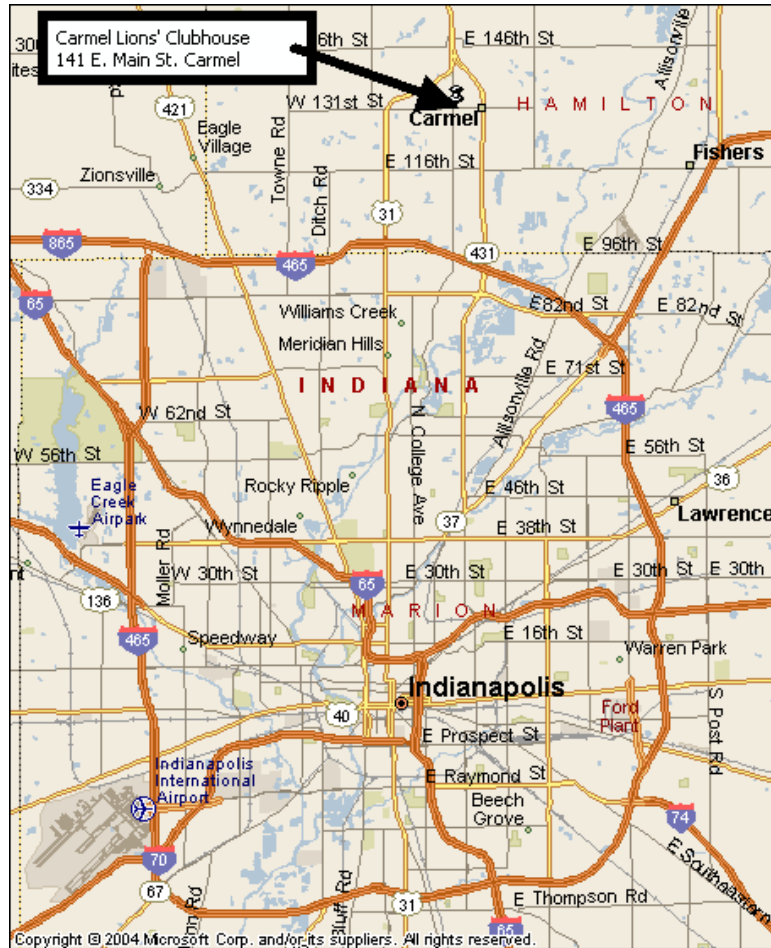 Carmel Lions' Clubhouse
141 E. Main St. Carmel
E 146th St
Allisonville
421
W 131st St
Carmel
HAMILTON
Eagle
Village
Towne Rd
Ditch Rd
E 116th St
Fishers
Zionsville
334
31
431
865
465
E 96th St
65
E 82nd St
E 82nd St
Williams Creek
Meridian Hills
Allisonville Rd
E 71st St
INDIANA
465
W 62nd St
N College Ave
W 56th St
E 56th St
36
Eagle
Creek
Airpark
Rocky Ripple
E 46th St
Lawrence
Wynnedale
37
E 38th St
Moller Rd
W 30th St
65
E 30th St
E 30th St
E 30th
136
MARION
465
Speedway
E 16th St
Warren Park
Indianapolis
40
Ford
Plant
S Post Rd
E Prospect St
Indianapolis
International
Airport
E Raymond St
Beech
Grove
74
70
E Southeastern
67
31
E Thompson Rd
Bluff Rd
on Rd
65
Copyright © 2004 Microsoft Corp. and/or its suppliers. All rights reserved.